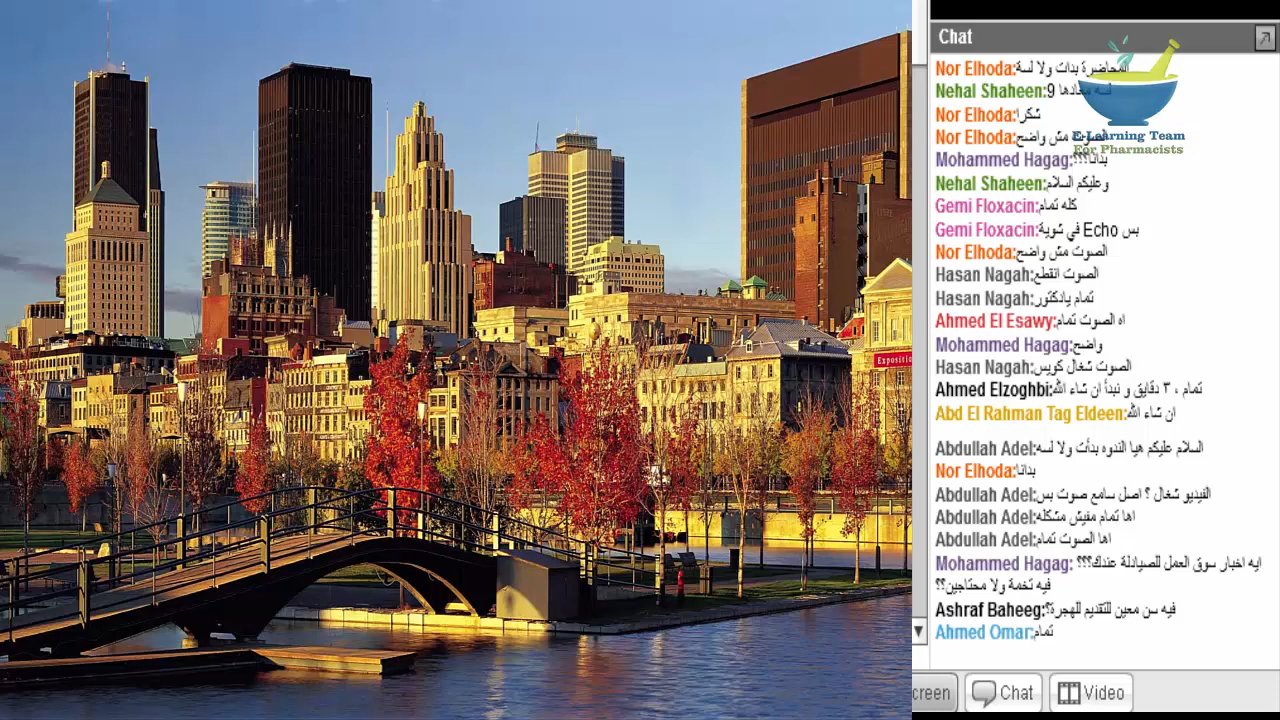 Chat
Nor Elhoda:المحاضرة بدات ولا لسة
Nehal Shaheen:لسه معادها 9
Nor Elhoda:شكرا
Nor Elhoda:الصوت مش واضح
E-Learning Team
For Pharmacists
Mohammed Hagag:بدانا؟؟؟
Nehal Shaheen:وعليكم السلام
Gemi Floxacin:كله تمام
Gemi Floxacin:بس Echo في شوية
Nor Elhoda:الصوت مش واضح
Hasan Nagah:الصوت انقطع
Hasan Nagah:تمام يادكتور
Ahmed El Esawy:اه الصوت تمام
Mohammed Hagag:واضح
Hasan Nagah:الصوت شغال كويس
Ahmed Elzoghbi:تمام ، ٣ دقايق و نبدأ ان شاء الله
Abd El Rahman Tag Eldeen:ان شاء الله
Abdullah Adel:السلام عليكم هيا الندوه بدأت ولا لسه
Nor Elhoda:بدانا
Abdullah Adel:الفيديو شغال ؟ اصل سامع صوت بس
Abdullah Adel:اها تمام مفيش مشكله
Abdullah Adel:اها الصوت تمام
Mohammed Hagag: ايه اخبار سوق العمل للصيادلة عندك؟؟؟
فيه تخمة ولا محتاجين؟؟
Ashraf Baheeg:فيه سن معين للتقديم للهجرة؟
Ahmed Omar:تمام
Expositio
creen
Chat
Video